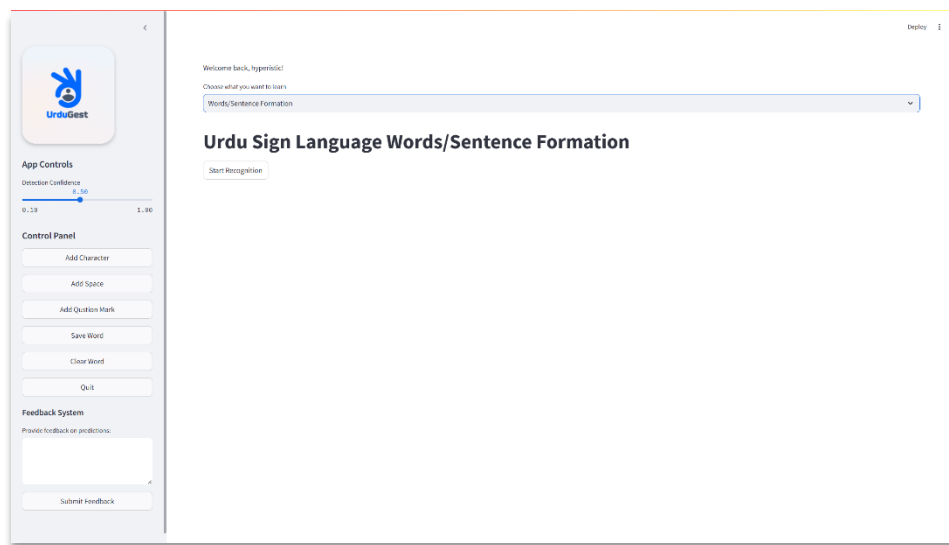 Deploy
UrduGest
App Controls
Detection Confidence
0.50
0.10 1.00
Control Panel
Add Character
Add Space
Add Qustion Mark
Save Word
Clear Word
Quit
Feedback System
Provide feedback on predictions:
Submit Feedback
Welcome back, hyperistic!
Choose what you want to learn
Words/Sentence Formation
Urdu Sign Language Words/Sentence Formation
Start Recognition